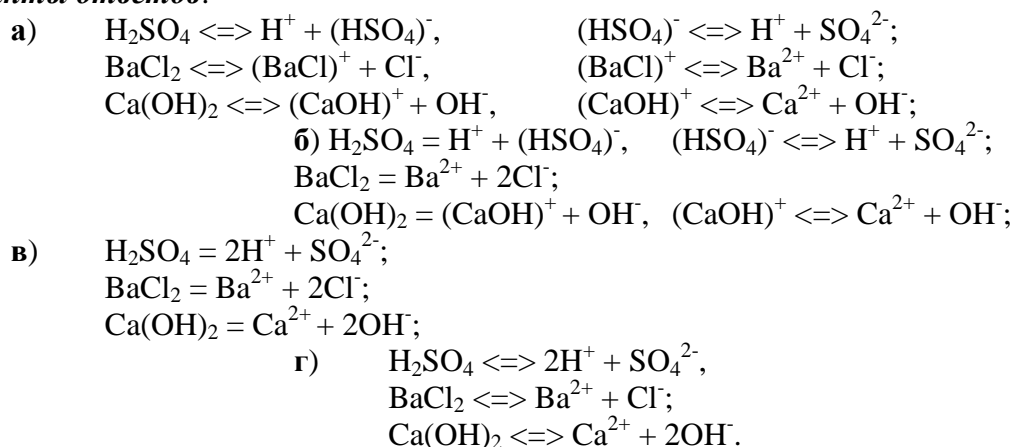 нты ответов:
а) H₂SO₄ <=> H⁺ + (HSO₄)⁻, (HSO₄)⁻ <=> H⁺ + SO₄²⁻;
BaCl₂ <=> (BaCl)⁺ + Cl⁻, (BaCl)⁺ <=> Ba²⁺ + Cl⁻;
Ca(OH)₂ <=> (CaOH)⁺ + OH⁻, (CaOH)⁺ <=> Ca²⁺ + OH⁻;
б) H₂SO₄ = H⁺ + (HSO₄)⁻, (HSO₄)⁻ <=> H⁺ + SO₄²⁻;
BaCl₂ = Ba²⁺ + 2Cl⁻;
Ca(OH)₂ = (CaOH)⁺ + OH⁻, (CaOH)⁺ <=> Ca²⁺ + OH⁻;
в) H₂SO₄ = 2H⁺ + SO₄²⁻;
BaCl₂ = Ba²⁺ + 2Cl⁻;
Ca(OH)₂ = Ca²⁺ + 2OH⁻;
г) H₂SO₄ <=> 2H⁺ + SO₄²⁻,
BaCl₂ <=> Ba²⁺ + Cl⁻;
Ca(OH)₂ <=> Ca²⁺ + 2OH⁻.